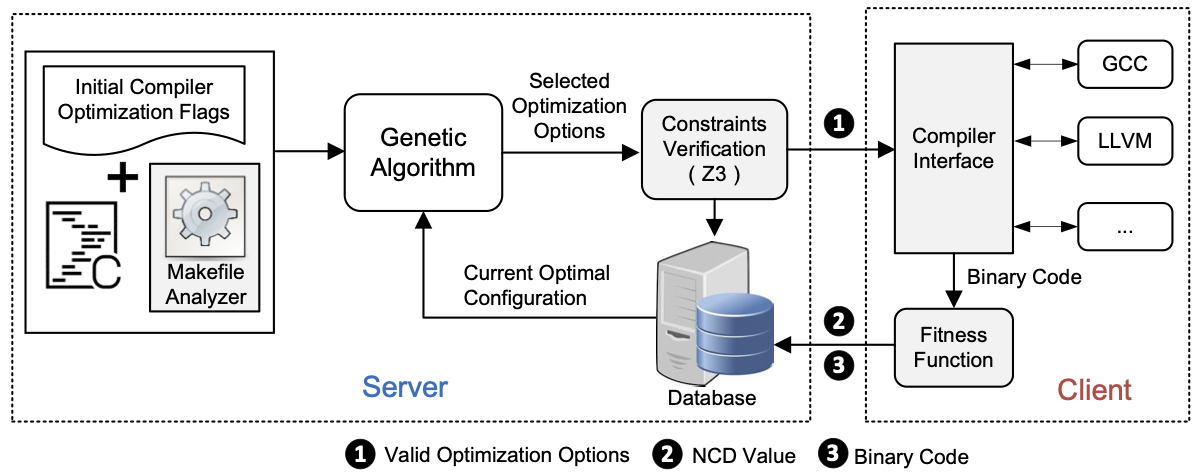 Initial Compiler
Optimization Flags
+
C
Makefile
Analyzer
Genetic
Algorithm
Selected
Optimization
Options
Constraints
Verification
( Z3 )
Current Optimal
Configuration
Database
Server
1
2
3
Compiler
Interface
GCC
LLVM
...
Binary Code
Fitness
Function
Client
1 Valid Optimization Options 2 NCD Value 3 Binary Code